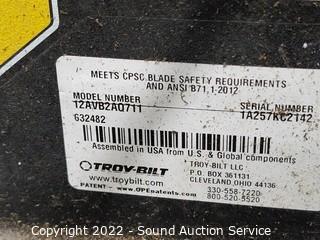 MEETS CPSC BLADE SAFETY REQUIREMENTS
AND ANSI B71.1-2012
MODEL NUMBER
SERIAL NUMBER
12AVB2AQ711
1A257KC2142
632482
Assembled in USA from U.S. & Global components
TROY-BILT
TROY-BILT LLC
P.O. BOX 361131
www.troybilt.com
CLEVELAND, OHIO 44136
PATENT - www.OPEpatents.com
330-558-7220
800-520-5520
Copyright - 2022 - Sound Auction Service